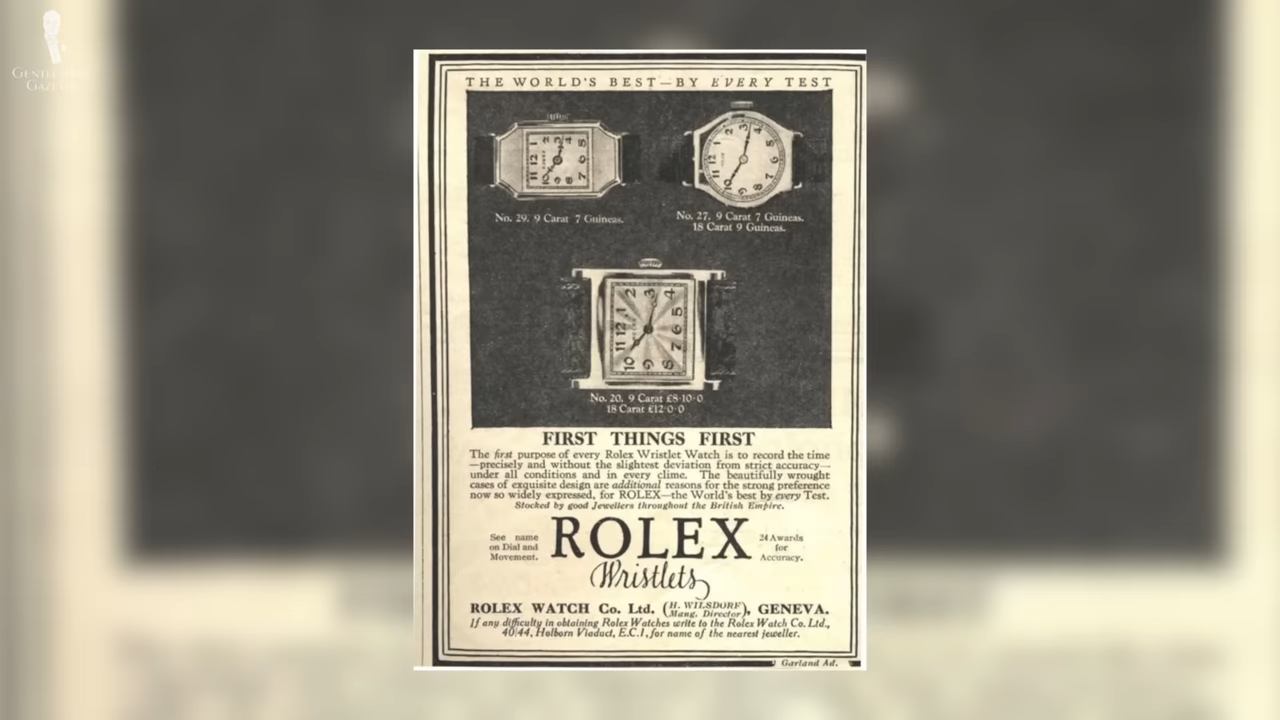 GENTLEMAN'S
GAZETTE
THE WORLD'S BEST—BY EVERY TEST
No. 29. 9 Carat 7 Guineas.
No. 27. 9 Carat 7 Guineas.
18 Carat 9 Guineas.
No. 20. 9 Carat £8·10·0
18 Carat £12·0·0
FIRST THINGS FIRST
The first purpose of every Rolex Wristlet Watch is to record the time
—precisely and without the slightest deviation from strict accuracy—
under all conditions and in every clime. The beautifully wrought
cases of exquisite design are additional reasons for the strong preference
now so widely expressed, for ROLEX—the World's best by every Test.
Stocked by good Jewellers throughout the British Empire.
See name
on Dial and
Movement.
ROLEX
Wristlets
24 Awards
for
Accuracy.
ROLEX WATCH Co. Ltd. (H. WILSDORF, Mang. Director), GENEVA.
If any difficulty in obtaining Rolex Watches write to the Rolex Watch Co. Ltd.,
40/44, Holborn Viaduct, E.C.1, for name of the nearest jeweller.
Garland Ad.